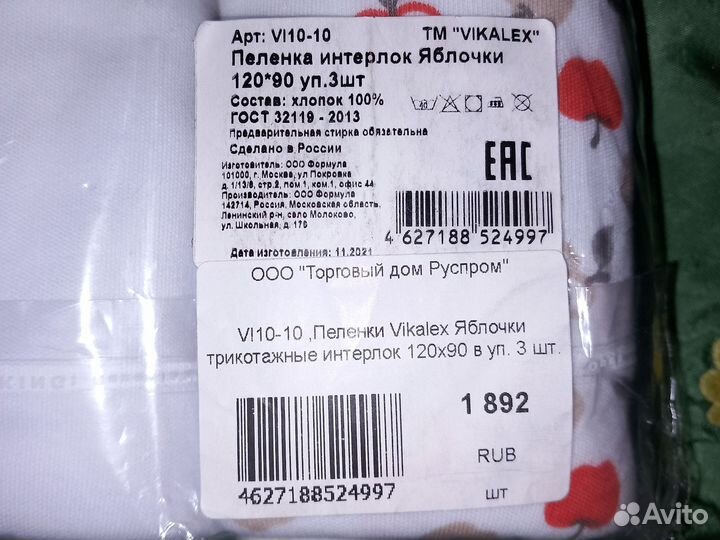 Арт: VI10-10 ТМ "VIKALEX"
Пеленка интерлок Яблочки
120*90 уп.3шт
Состав: хлопок 100%
ГОСТ 32119 - 2013
Предварительная стирка обязательна
Сделано в России
Изготовитель: ООО Формула
101000, г. Москва, ул Покровка
д. 1/13/6, стр.2, пом 1, ком.1, офис 44
Производитель: ООО Формула
142714, Россия, Московская область,
Ленинский р-н, село Молоково,
ул. Школьная, д. 176
Дата изготовления: 11.2021
EAC
4 627188 524997
ООО "Торговый дом Руспром"
VI10-10 ,Пеленки Vikalex Яблочки
трикотажные интерлок 120х90 в уп. 3 шт.
1 892
RUB
шт
4627188524997
KING:
Avito